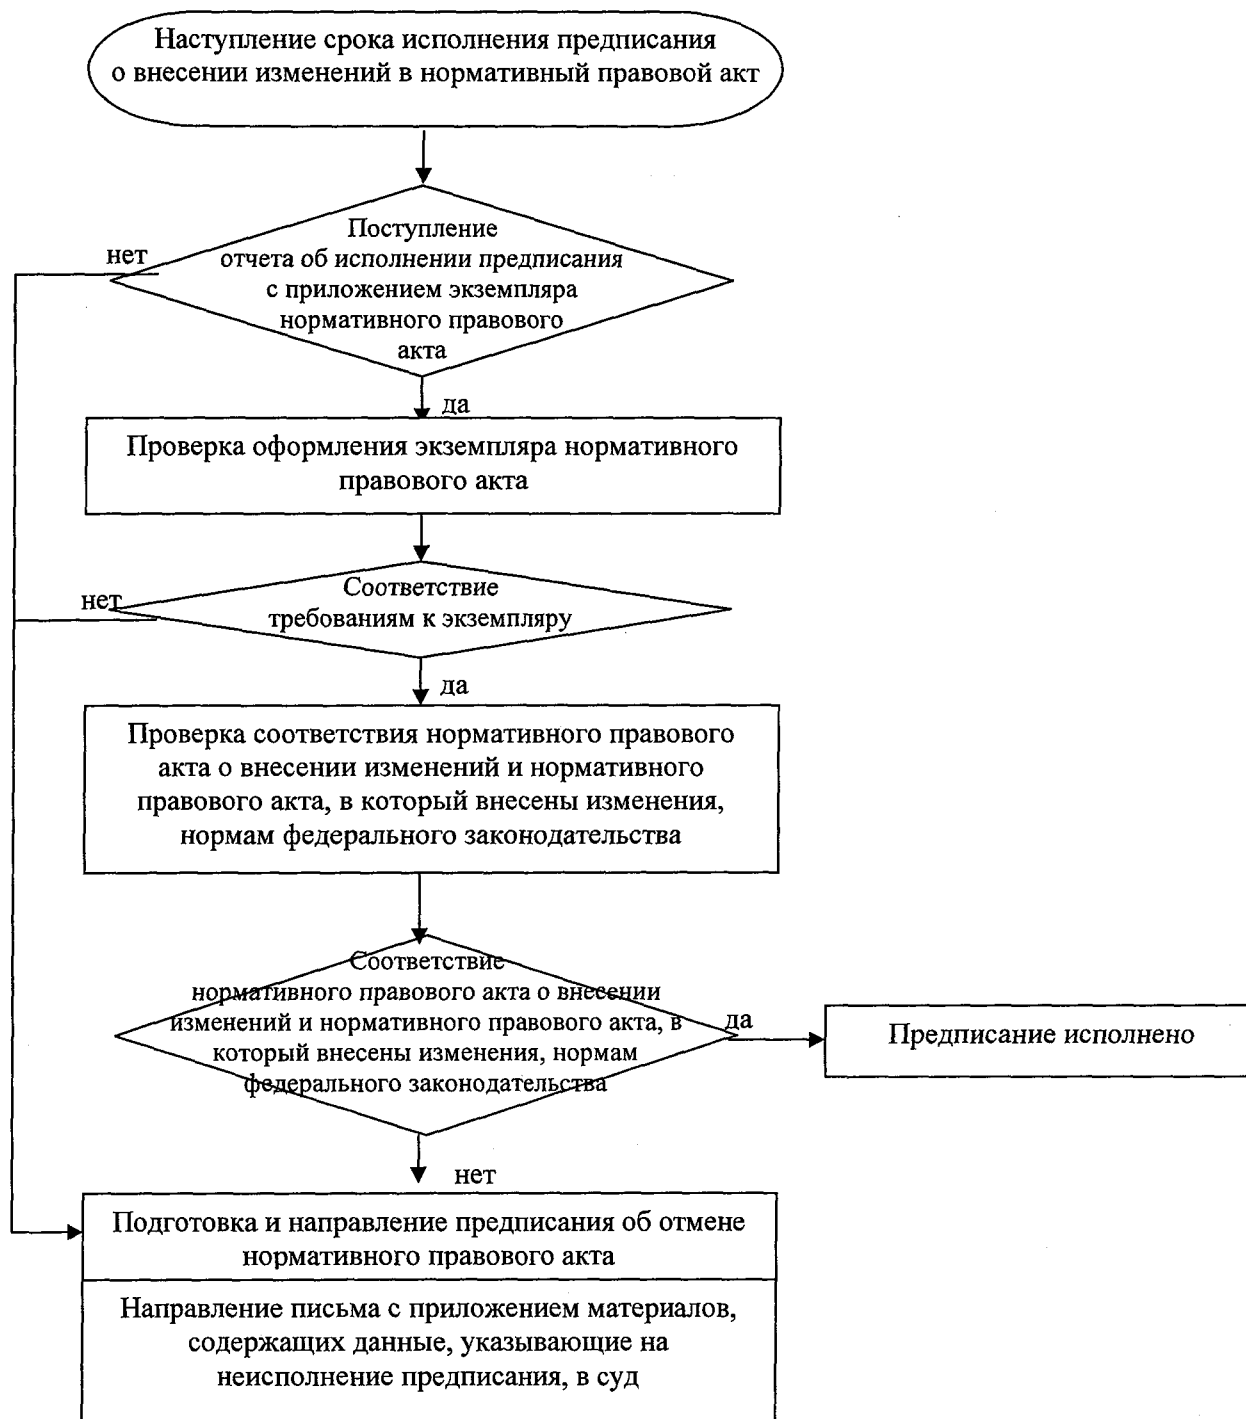 Наступление срока исполнения предписания
о внесении изменений в нормативный правовой акт
Поступление
нет
отчета об исполнении предписания
с приложением экземпляра
нормативного правового
акта
да
Проверка оформления экземпляра нормативного
правового акта
Соответствие
нет
требованиям к экземпляру
да
Проверка соответствия нормативного правового
акта о внесении изменений и нормативного
правового акта, в который внесены изменения,
нормам федерального законодательства
Соответствие
нормативного правового акта о внесении
изменений и нормативного правового акта, в
который внесены изменения, нормам
федерального законодательства
да
Предписание исполнено
нет
Подготовка и направление предписания об отмене
нормативного правового акта
Направление письма с приложением материалов,
содержащих данные, указывающие на
неисполнение предписания, в суд